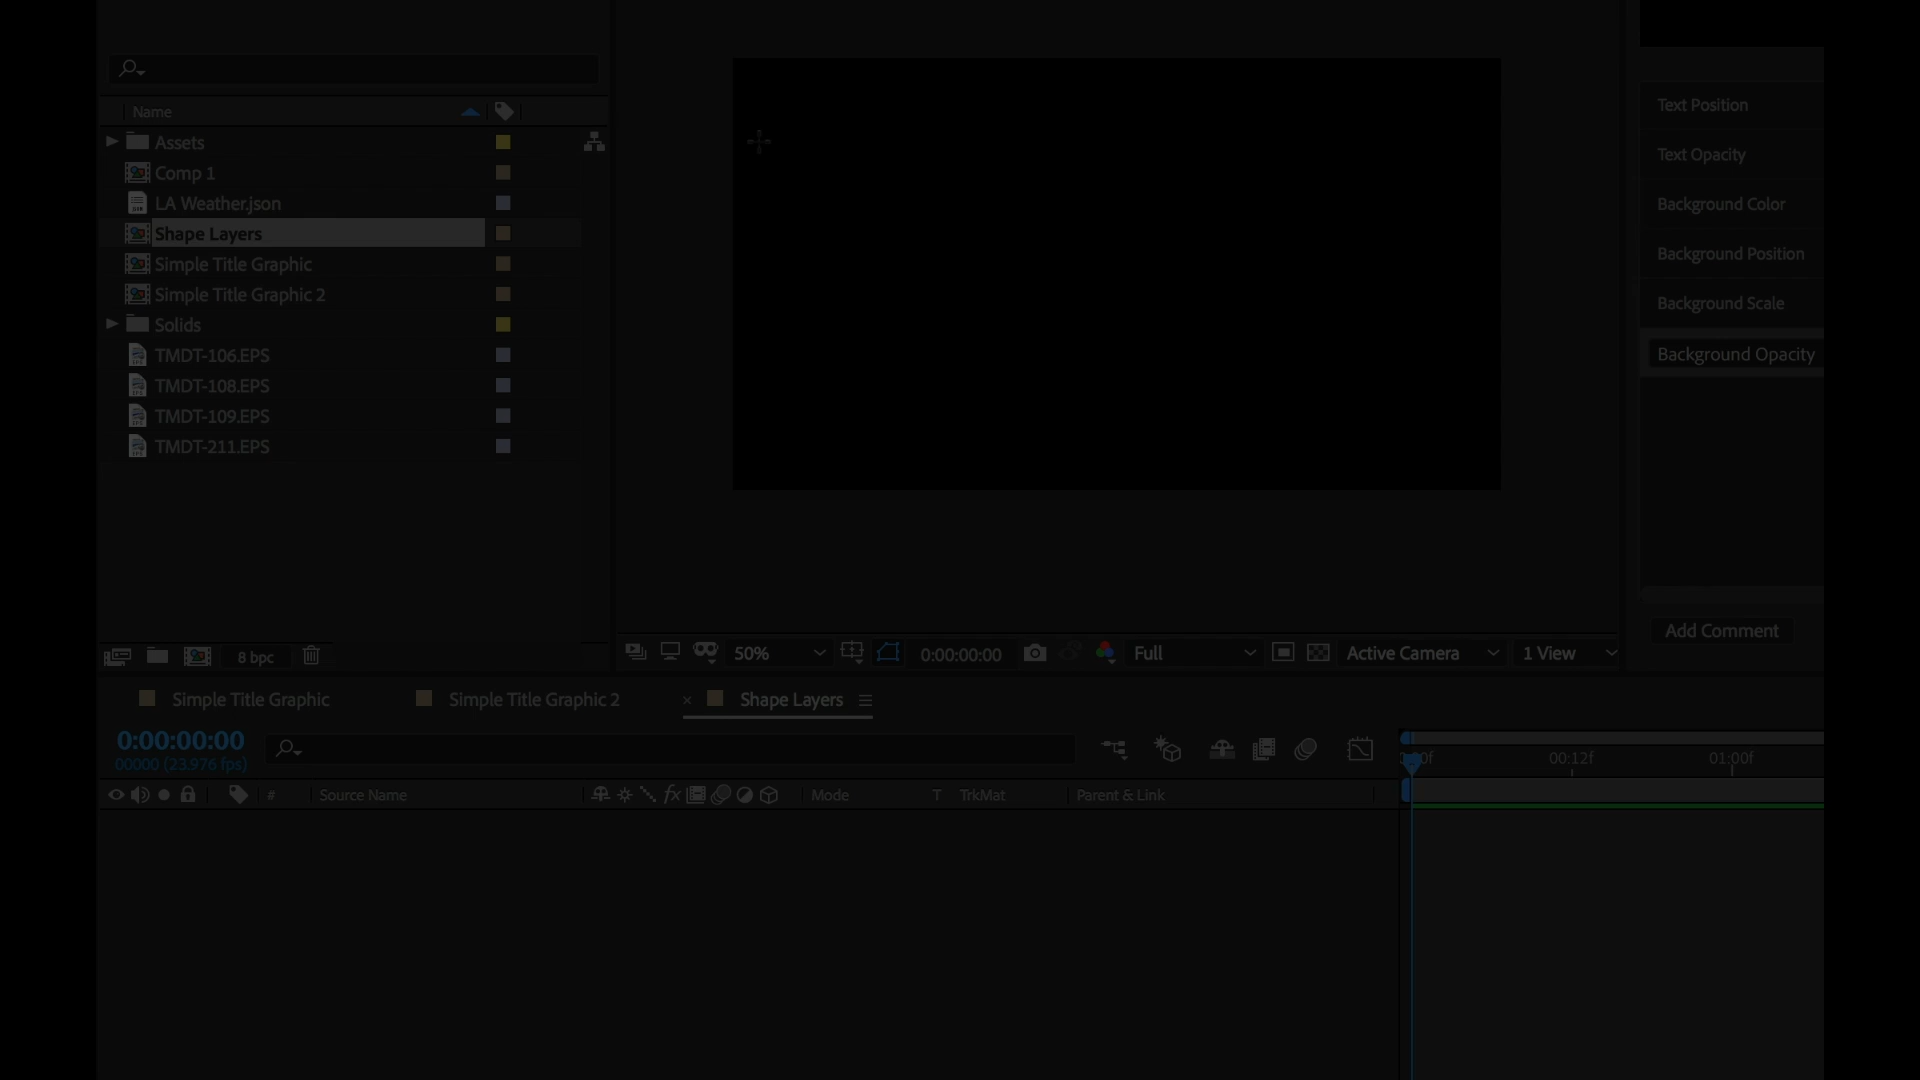 Name
Assets
Comp 1
LA Weather.json
Shape Layers
Simple Title Graphic
Simple Title Graphic 2
Solids
TMDT-106.EPS
TMDT-108.EPS
TMDT-109.EPS
TMDT-211.EPS
8 bpc
50%
0:00:00:00
Full
Active Camera
1 View
Text Position
Text Opacity
Background Color
Background Position
Background Scale
Background Opacity
Add Comment
Simple Title Graphic
Simple Title Graphic 2
× Shape Layers
0:00:00:00
00000 (23.976 fps)
00:12f
01:00f
# Source Name
fx
Mode
T TrkMat
Parent & Link